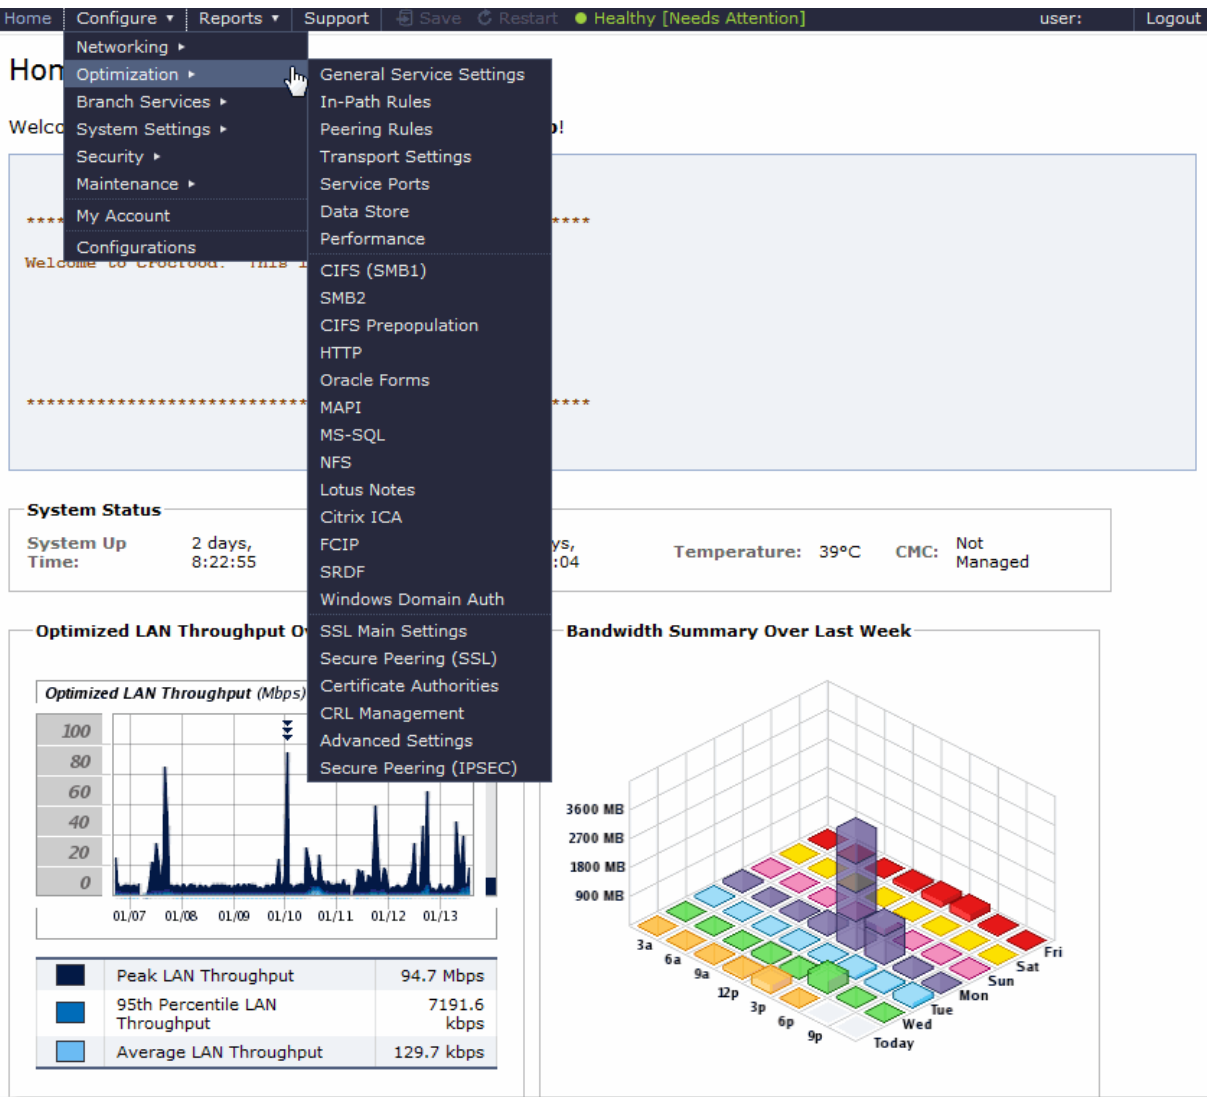 Home Configure ▾ Reports ▾ Support Save Restart ● Healthy [Needs Attention] user: Logout
Networking ▸
Optimization ▸
Branch Services ▸
System Settings ▸
Security ▸
Maintenance ▸
My Account
Configurations
General Service Settings
In-Path Rules
Peering Rules
Transport Settings
Service Ports
Data Store
Performance
CIFS (SMB1)
SMB2
CIFS Prepopulation
HTTP
Oracle Forms
MAPI
MS-SQL
NFS
Lotus Notes
Citrix ICA
FCIP
SRDF
Windows Domain Auth
SSL Main Settings
Secure Peering (SSL)
Certificate Authorities
CRL Management
Advanced Settings
Secure Peering (IPSEC)
System Status
System Up Time: 2 days, 8:22:55
Temperature: 39°C CMC: Not Managed
Optimized LAN Throughput
Optimized LAN Throughput (Mbps)
100
80
60
40
20
0
01/07 01/08 01/09 01/10 01/11 01/12 01/13
Peak LAN Throughput 94.7 Mbps
95th Percentile LAN Throughput 7191.6 kbps
Average LAN Throughput 129.7 kbps
Bandwidth Summary Over Last Week
3600 MB
2700 MB
1800 MB
900 MB
3a
6a
9a
12p
3p
6p
9p
Fri
Sat
Sun
Mon
Tue
Wed
Today